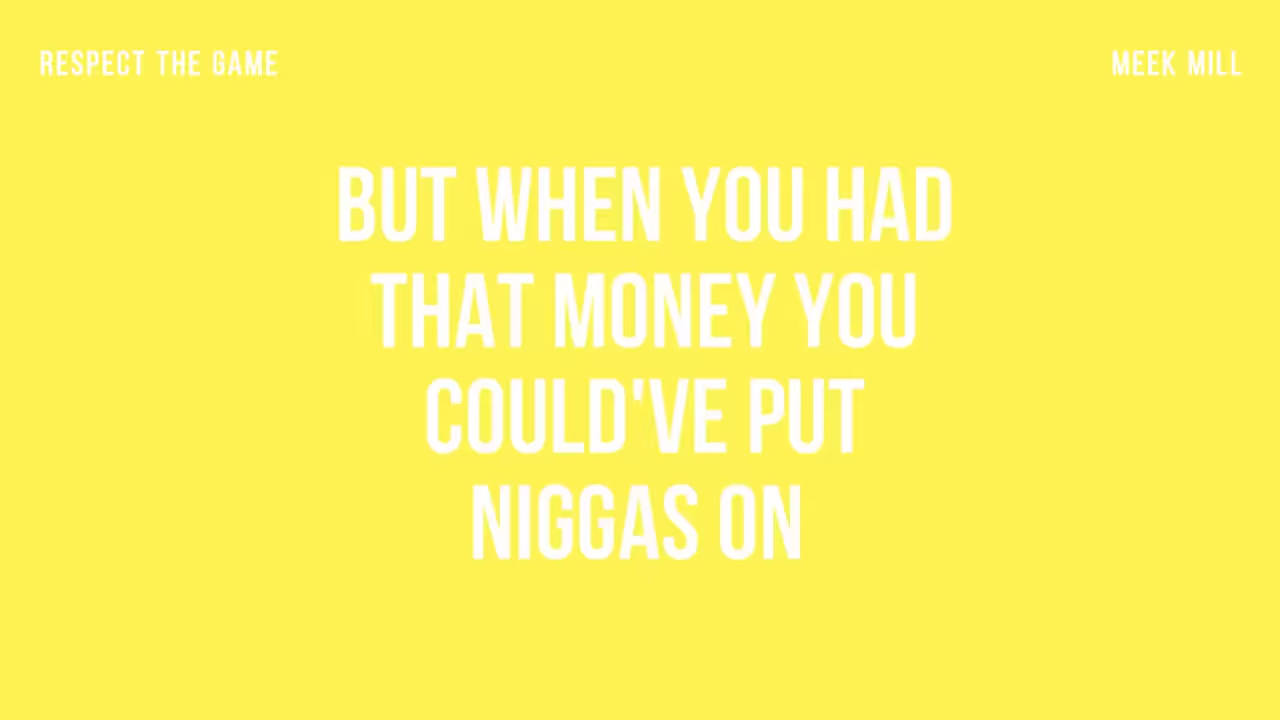 RESPECT THE GAME
MEEK MILL
BUT WHEN YOU HAD
THAT MONEY YOU
COULD'VE PUT
NIGGAS ON